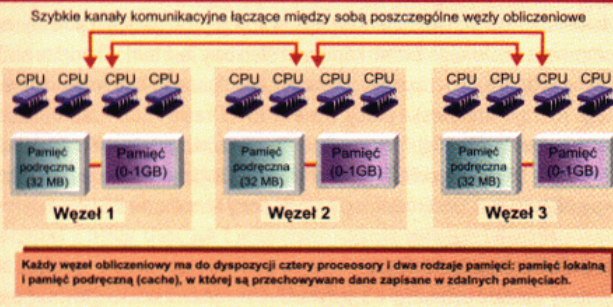 Szybkie kanały komunikacyjne łączące między sobą poszczególne węzły obliczeniowe
CPU CPU CPU CPU
CPU CPU CPU CPU
CPU CPU CPU CPU
Pamięć
podręczna
(32 MB)
Pamięć
(0-1GB)
Węzeł 1
Pamięć
podręczna
(32 MB)
Pamięć
(0-1GB)
Węzeł 2
Pamięć
podręczna
(32 MB)
Pamięć
(0-1GB)
Węzeł 3
Każdy węzeł obliczeniowy ma do dyspozycji cztery proceosory i dwa rodzaje pamięci: pamięć lokalną
i pamięć podręczną (cache), w której są przechowywane dane zapisane w zdalnych pamięciach.